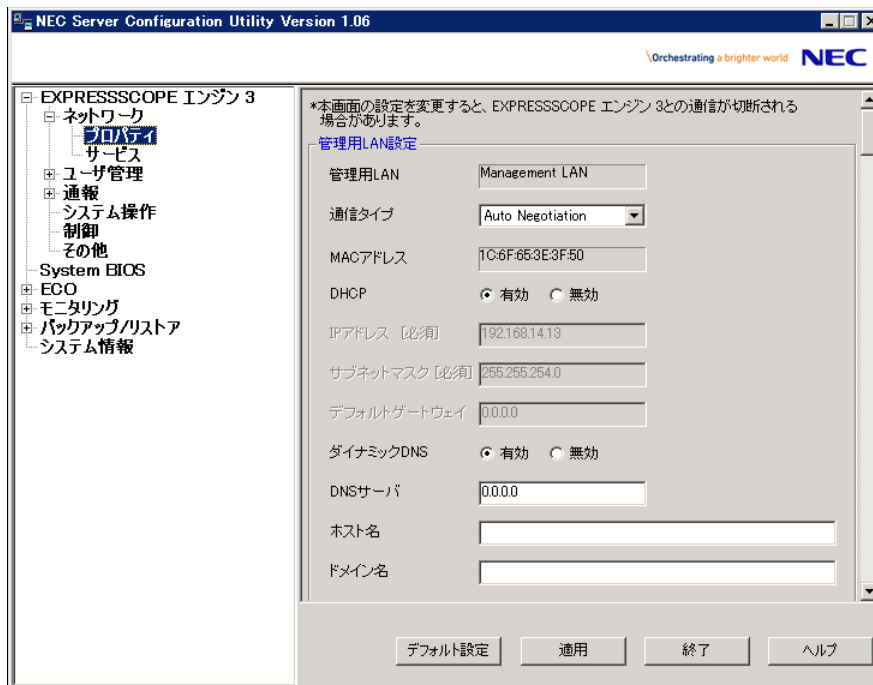 NEC Server Configuration Utility Version 1.06
\Orchestrating a brighter world NEC
EXPRESSSCOPE エンジン 3
ネットワーク
プロパティ
サービス
ユーザ管理
通報
システム操作
制御
その他
System BIOS
ECO
モニタリング
バックアップ/リストア
システム情報
*本画面の設定を変更すると、EXPRESSSCOPE エンジン 3との通信が切断される
場合があります。
管理用LAN設定
管理用LAN Management LAN
通信タイプ Auto Negotiation
MACアドレス 1C:6F:65:3E:3F:50
DHCP 有効 無効
IPアドレス [必須] 192.168.14.13
サブネットマスク [必須] 255.255.254.0
デフォルトゲートウェイ 0.0.0.0
ダイナミックDNS 有効 無効
DNSサーバ 0.0.0.0
ホスト名
ドメイン名
デフォルト設定 適用 終了 ヘルプ